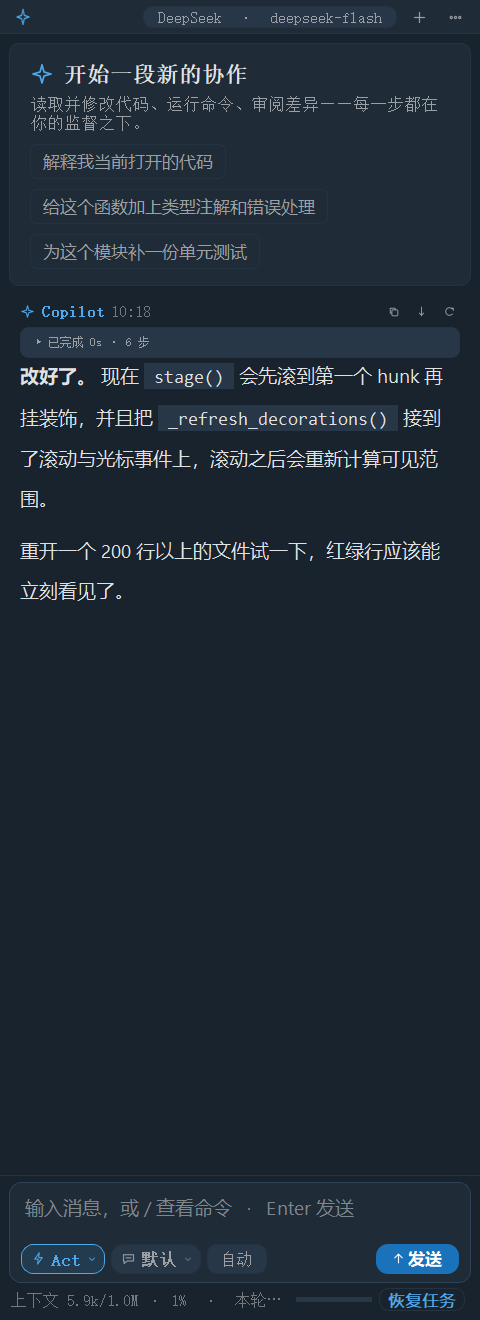 DeepSeek · deepseek-flash
开始一段新的协作
读取并修改代码、运行命令、审阅差异——每一步都在
你的监督之下。
解释我当前打开的代码
给这个函数加上类型注解和错误处理
为这个模块补一份单元测试
Copilot 10:18
已完成 0s · 6 步
改好了。 现在 stage() 会先滚到第一个 hunk 再
挂装饰，并且把 _refresh_decorations() 接到
了滚动与光标事件上，滚动之后会重新计算可见范
围。
重开一个 200 行以上的文件试一下，红绿行应该能
立刻看见了。
输入消息，或 / 查看命令 · Enter 发送
Act 默认 自动 ↑ 发送
上下文 5.9k/1.0M · 1% · 本轮… 恢复任务